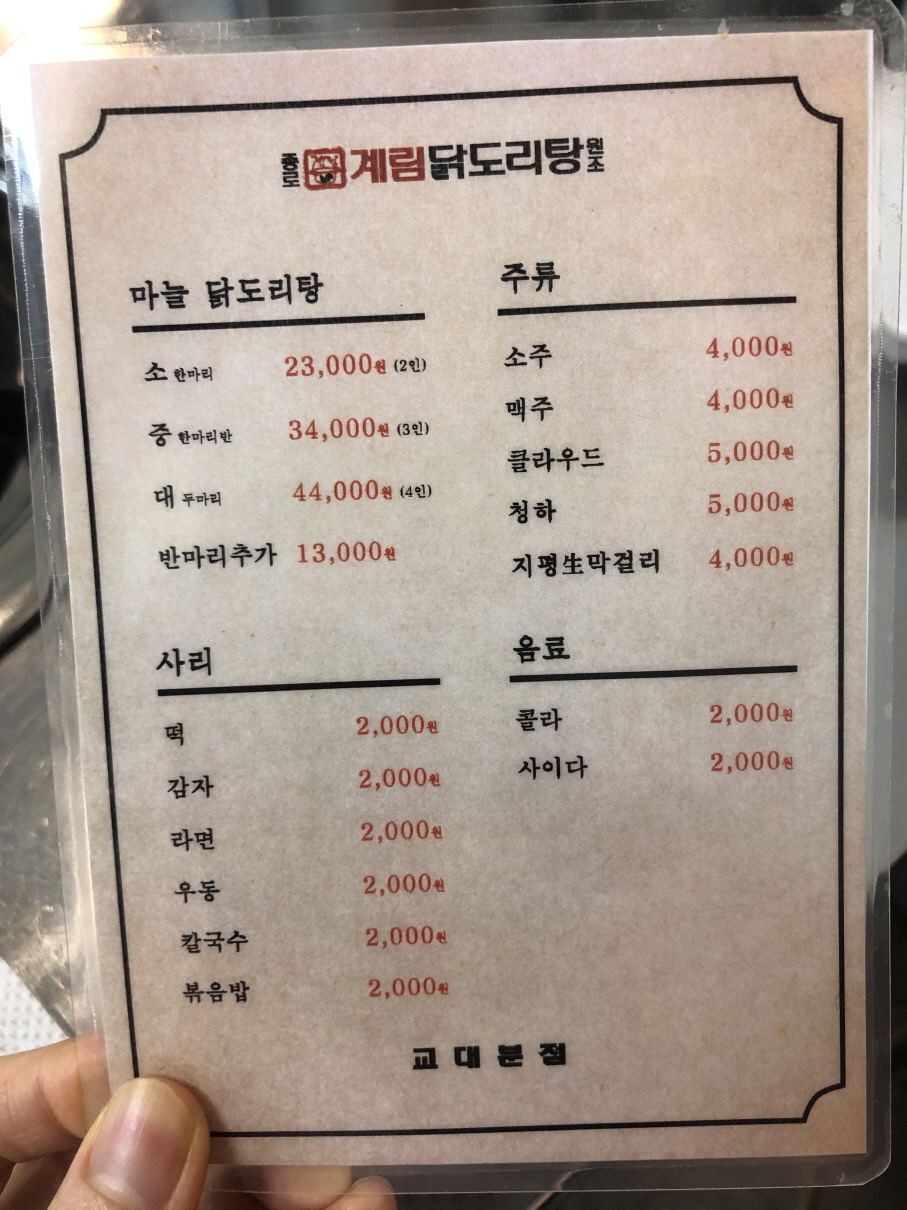 종로 계림닭도리탕 원조
마늘 닭도리탕
소 한마리 23,000원 (2인)
중 한마리반 34,000원 (3인)
대 두마리 44,000원 (4인)
반마리추가 13,000원
사리
떡 2,000원
감자 2,000원
라면 2,000원
우동 2,000원
칼국수 2,000원
볶음밥 2,000원
주류
소주 4,000원
맥주 4,000원
클라우드 5,000원
청하 5,000원
지평生막걸리 4,000원
음료
콜라 2,000원
사이다 2,000원
교대분점